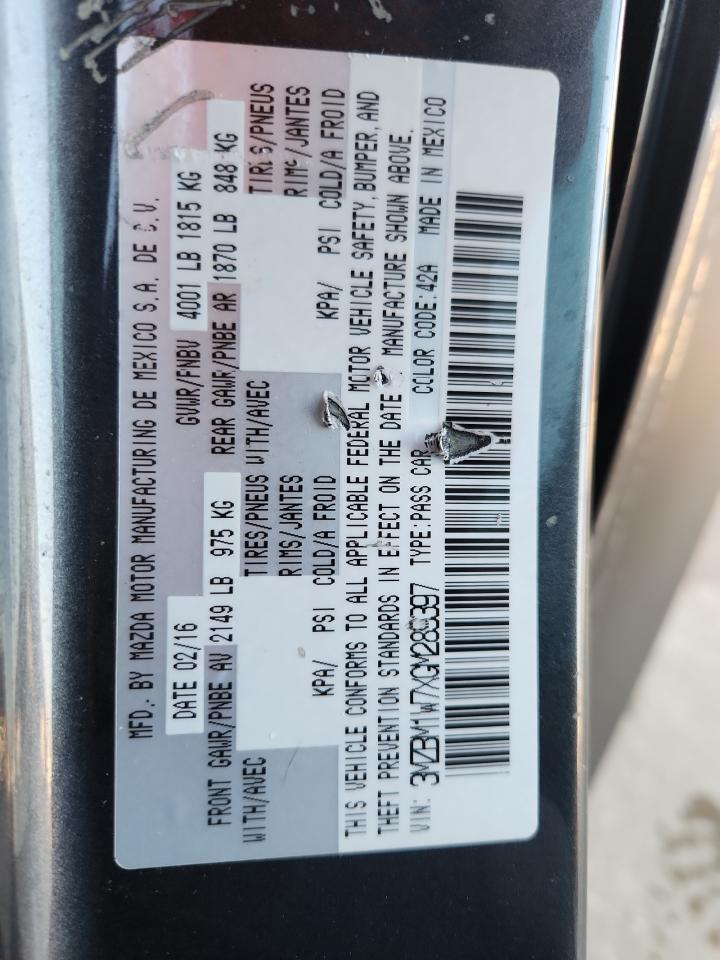 MFD. BY MAZDA MOTOR MANUFACTURING DE MEXICO S.A. DE C.V.
DATE 02/16 GVWR/PNBV 4001 LB 1815 KG
FRONT GAWR/PNBE AV 2149 LB 975 KG REAR GAWR/PNBE AR 1870 LB 848 KG
WITH/AVEC TIRES/PNEUS WITH/AVEC TIRES/PNEUS
RIMS/JANTES RIMS/JANTES
KPA/ PSI COLD/A FROID KPA/ PSI COLD/A FROID
THIS VEHICLE CONFORMS TO ALL APPLICABLE FEDERAL MOTOR VEHICLE SAFETY, BUMPER, AND
THEFT PREVENTION STANDARDS IN EFFECT ON THE DATE MANUFACTURE SHOWN ABOVE.
VIN: 3MZBM1W7XGM289397 TYPE:PASS CAR COLOR CODE:42A MADE IN MEXICO